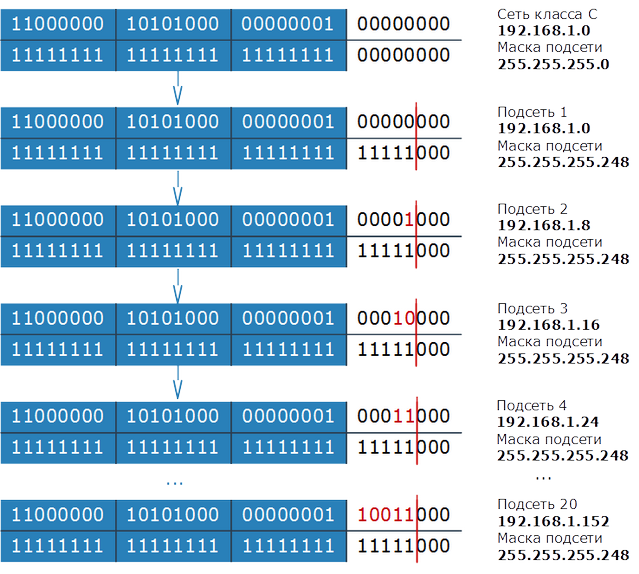 11000000 10101000 00000001 00000000
11111111 11111111 11111111 00000000
Сеть класса C
192.168.1.0
Маска подсети
255.255.255.0
11000000 10101000 00000001 00000000
11111111 11111111 11111111 11111000
Подсеть 1
192.168.1.0
Маска подсети
255.255.255.248
11000000 10101000 00000001 00001000
11111111 11111111 11111111 11111000
Подсеть 2
192.168.1.8
Маска подсети
255.255.255.248
11000000 10101000 00000001 00010000
11111111 11111111 11111111 11111000
Подсеть 3
192.168.1.16
Маска подсети
255.255.255.248
11000000 10101000 00000001 00011000
11111111 11111111 11111111 11111000
Подсеть 4
192.168.1.24
Маска подсети
255.255.255.248
... ...
11000000 10101000 00000001 10011000
11111111 11111111 11111111 11111000
Подсеть 20
192.168.1.152
Маска подсети
255.255.255.248